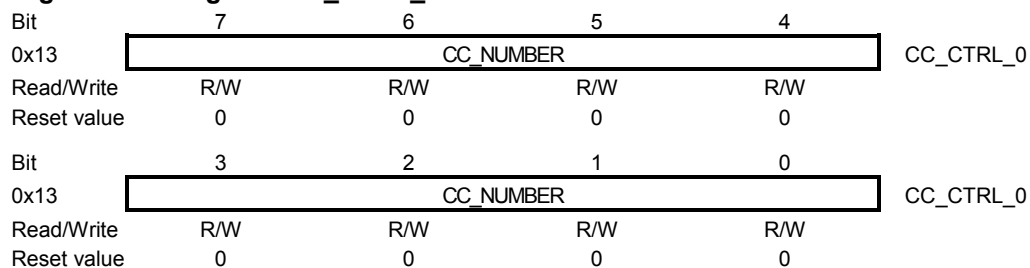 Bit 7 6 5 4
0x13 CC_NUMBER CC_CTRL_0
Read/Write R/W R/W R/W R/W
Reset value 0 0 0 0
Bit 3 2 1 0
0x13 CC_NUMBER CC_CTRL_0
Read/Write R/W R/W R/W R/W
Reset value 0 0 0 0